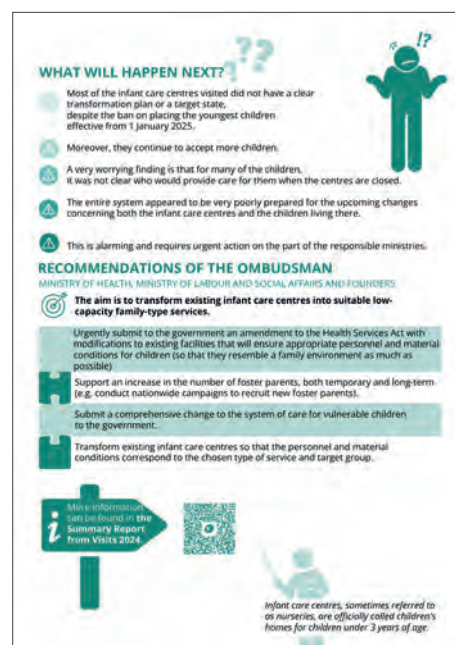 ??
!?
WHAT WILL HAPPEN NEXT?
Most of the infant care centres visited did not have a clear
transformation plan or a target state,
despite the ban on placing the youngest children
effective from 1 January 2025.
Moreover, they continue to accept more children.
A very worrying finding is that for many of the children,
it was not clear who would provide care for them when the centres are closed.
The entire system appeared to be very poorly prepared for the upcoming changes
concerning both the infant care centres and the children living there.
This is alarming and requires urgent action on the part of the responsible ministries.
RECOMMENDATIONS OF THE OMBUDSMAN
MINISTRY OF HEALTH, MINISTRY OF LABOUR AND SOCIAL AFFAIRS AND FOUNDERS
The aim is to transform existing infant care centres into suitable low-
capacity family-type services.
Urgently submit to the government an amendment to the Health Services Act with
modifications to existing facilities that will ensure appropriate personnel and material
conditions for children (so that they resemble a family environment as much as
possible)
Support an increase in the number of foster parents, both temporary and long-term
(e.g. conduct nationwide campaigns to recruit new foster parents).
Submit a comprehensive change to the system of care for vulnerable children
to the government.
Transform existing infant care centres so that the personnel and material
conditions correspond to the chosen type of service and target group.
i
More information
can be found in the
Summary Report
from Visits 2024.
Infant care centres, sometimes referred to
as nurseries, are officially called children's
homes for children under 3 years of age.